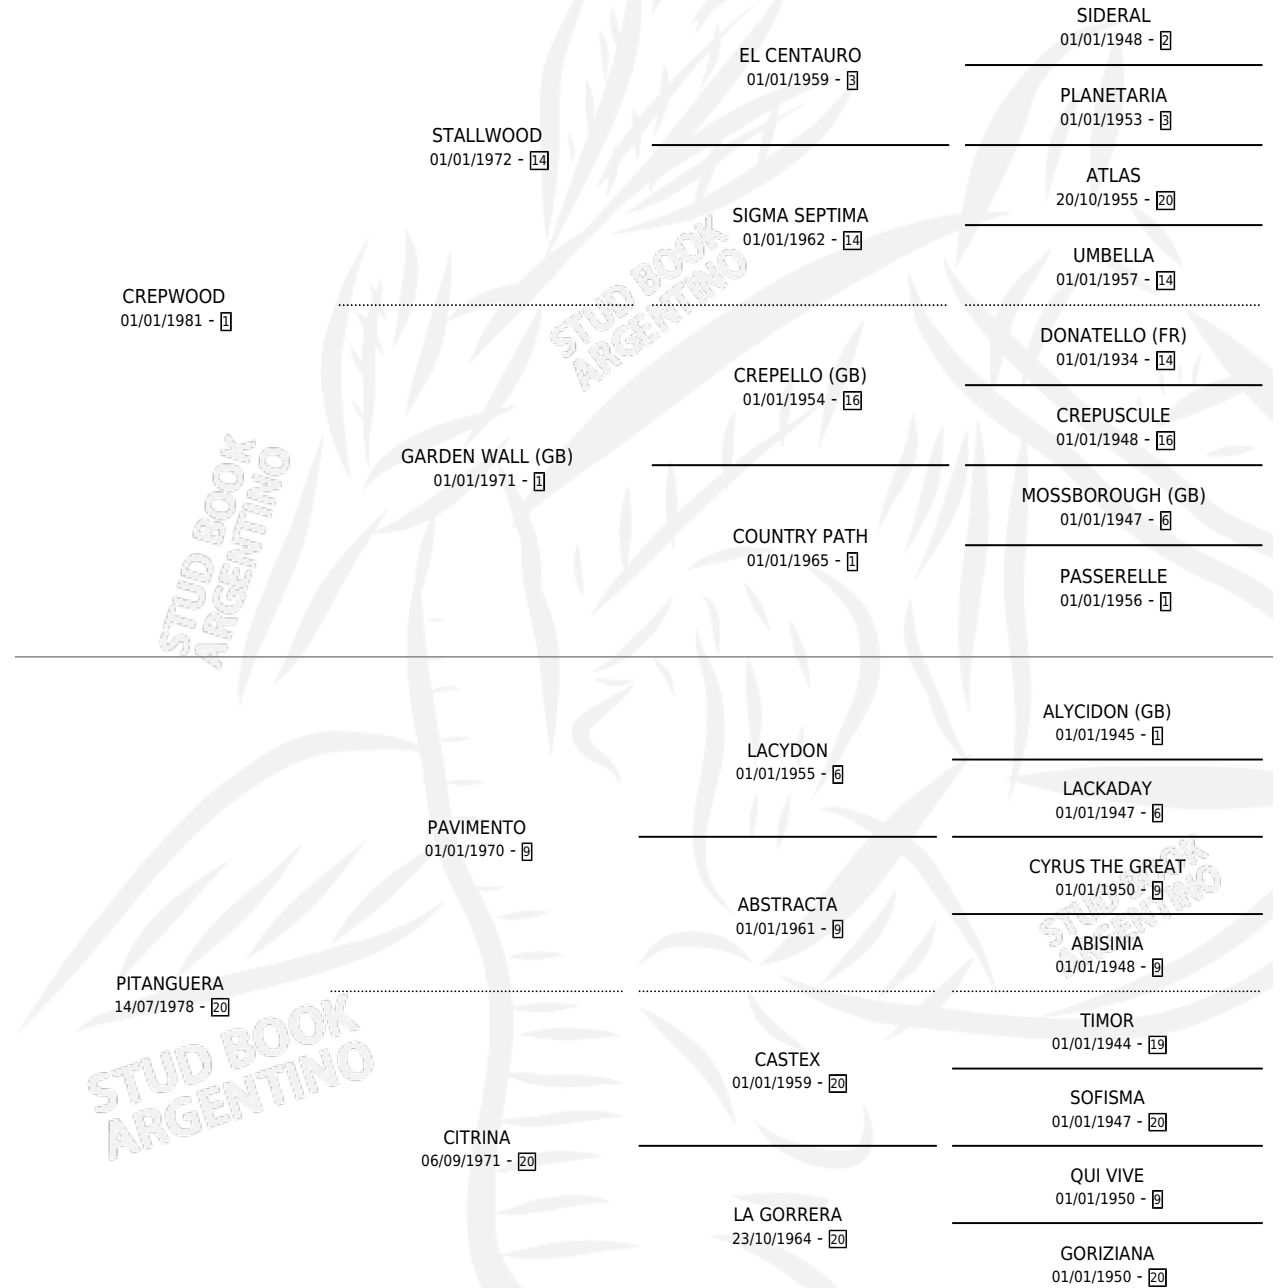 SIDERAL
01/01/1948 - 2
EL CENTAURO
01/01/1959 - 3
PLANETARIA
01/01/1953 - 3
STALLWOOD
01/01/1972 - 14
ATLAS
20/10/1955 - 20
SIGMA SEPTIMA
01/01/1962 - 14
UMBELLA
01/01/1957 - 14
CREPWOOD
01/01/1981 - 1
DONATELLO (FR)
01/01/1934 - 14
CREPELLO (GB)
01/01/1954 - 16
CREPUSCULE
01/01/1948 - 16
GARDEN WALL (GB)
01/01/1971 - 1
MOSSBOROUGH (GB)
01/01/1947 - 6
COUNTRY PATH
01/01/1965 - 1
PASSERELLE
01/01/1956 - 1
ALYCIDON (GB)
01/01/1945 - 1
LACYDON
01/01/1955 - 6
LACKADAY
01/01/1947 - 6
PAVIMENTO
01/01/1970 - 9
CYRUS THE GREAT
01/01/1950 - 9
ABSTRACTA
01/01/1961 - 9
ABISINIA
01/01/1948 - 9
PITANGUERA
14/07/1978 - 20
TIMOR
01/01/1944 - 19
CASTEX
01/01/1959 - 20
SOFISMA
01/01/1947 - 20
CITRINA
06/09/1971 - 20
QUI VIVE
01/01/1950 - 9
LA GORRERA
23/10/1964 - 20
GORIZIANA
01/01/1950 - 20
STUD BOOK
ARGENTINO
STUD BOOK
ARGENTINO
STUD BOOK
ARGENTINO
STUD BOOK
ARGENTINO